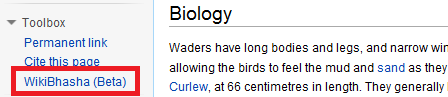 Toolbox
Permanent link
Cite this page
WikiBhasha (Beta)
Biology
Waders have long bodies and legs, and narrow win
allowing the birds to feel the mud and sand as they
Curlew, at 66 centimetres in length. They generally